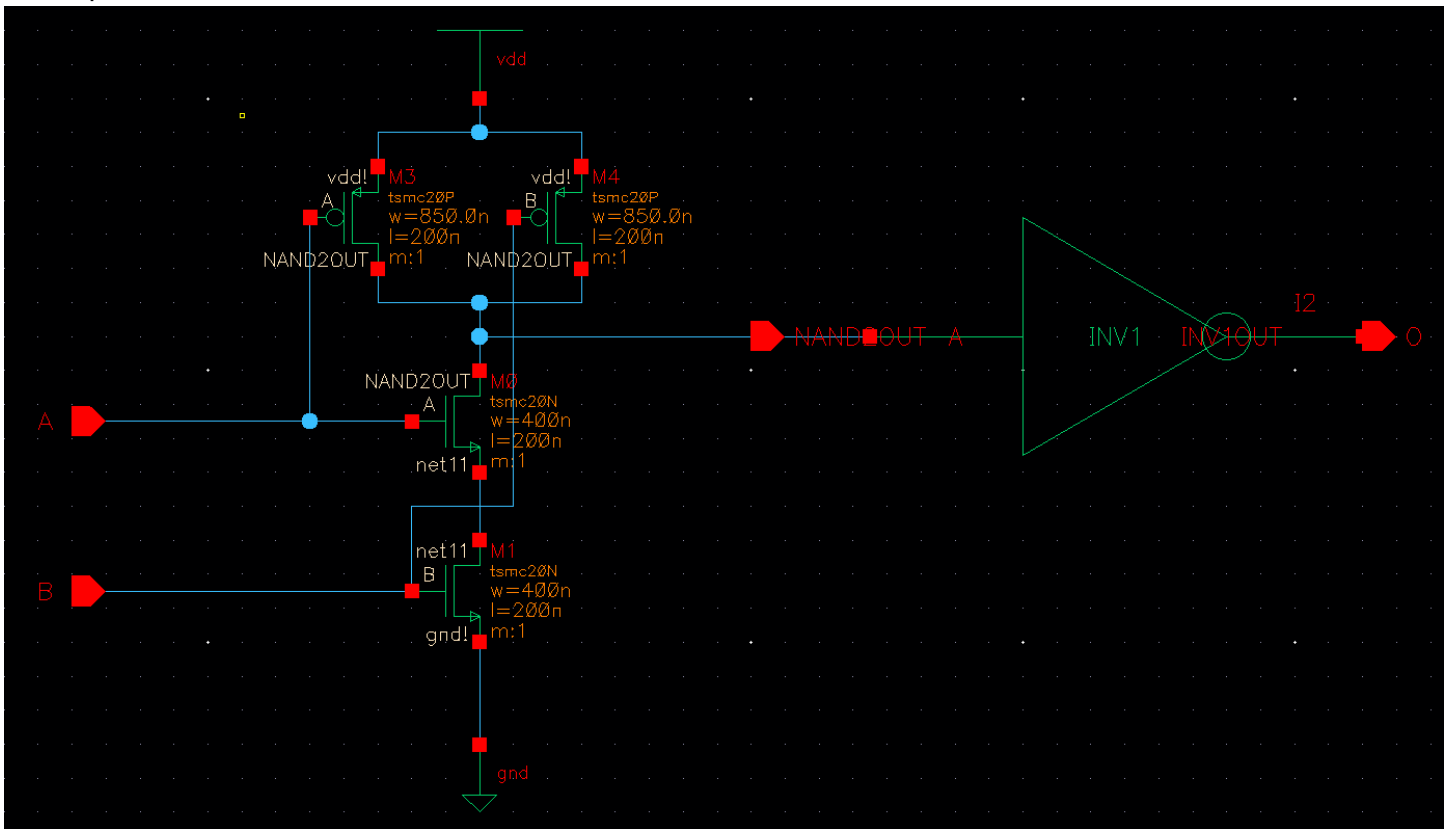 vdd
vdd!
M3
A
tsmc20P
w=850.0n
l=200n
NAND2OUT
m:1
vdd!
M4
B
tsmc20P
w=850.0n
l=200n
NAND2OUT
m:1
I2
NAND2OUT A
INV1
INV1OUT
O
NAND2OUT
M0
A
tsmc20N
w=400n
l=200n
net11
m:1
A
net11
M1
B
tsmc20N
w=400n
l=200n
gnd!
m:1
B
gnd